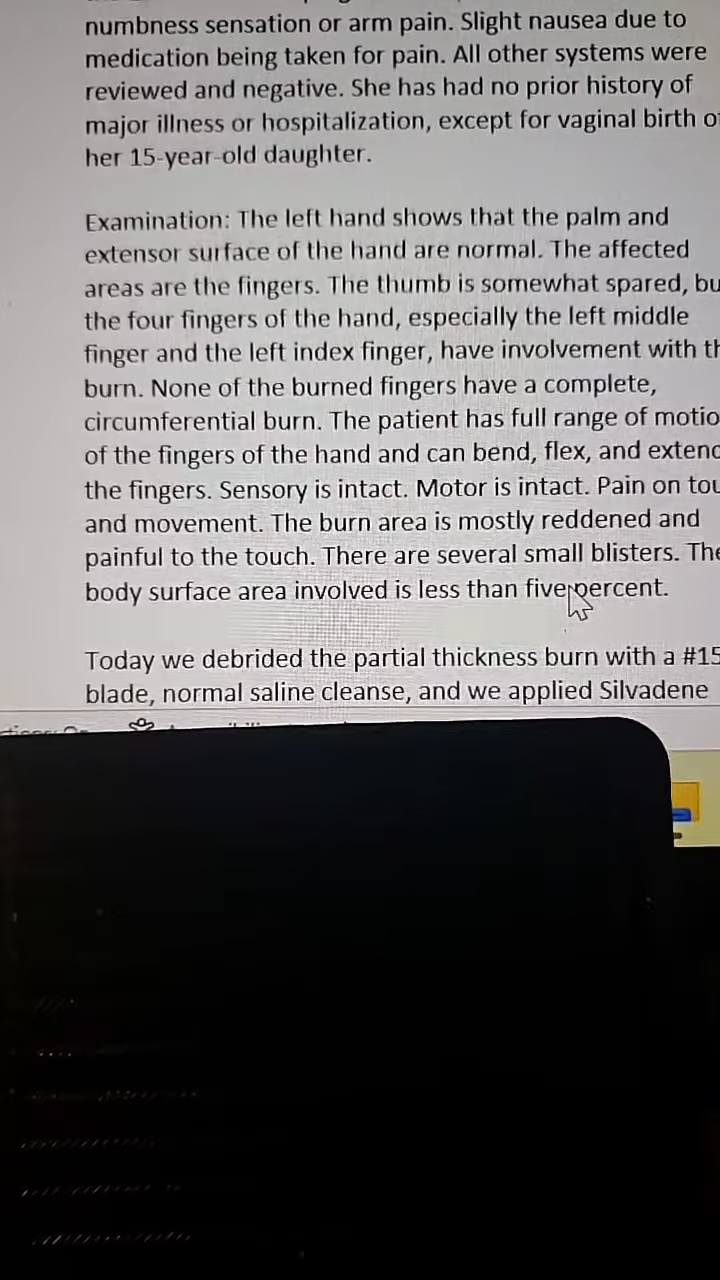 numbness sensation or arm pain. Slight nausea due to
medication being taken for pain. All other systems were
reviewed and negative. She has had no prior history of
major illness or hospitalization, except for vaginal birth
her 15-year-old daughter.
Examination: The left hand shows that the palm and
extensor surface of the hand are normal. The affected
areas are the fingers. The thumb is somewhat spared,
the four fingers of the hand, especially the left middle
finger and the left index finger, have involvement with
burn. None of the burned fingers have a complete,
circumferential burn. The patient has full range of
of the fingers of the hand and can bend, flex, and
the fingers. Sensory is intact. Motor is intact. Pain on
and movement. The burn area is mostly reddened and
painful to the touch. There are several small blisters.
body surface area involved is less than five percent.
Today we debrided the partial thickness burn with a #15
blade, normal saline cleanse, and we applied Silvadene